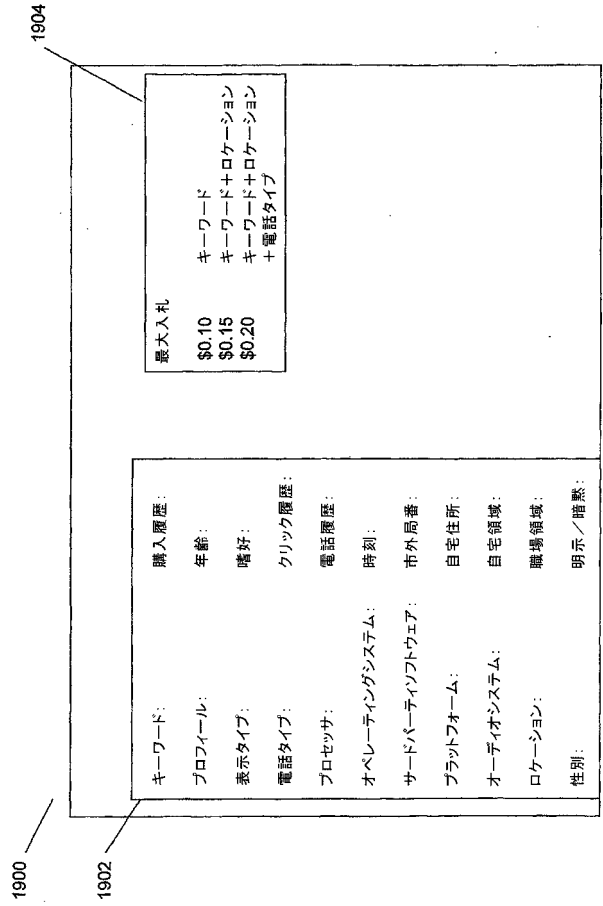 1900
1902
キーワード:
プロフィール:
表示タイプ:
電話タイプ:
プロセッサ:
オペレーティングシステム:
サードパーティソフトウェア:
プラットフォーム:
オーディオシステム:
ロケーション:
性別:
購入履歴:
年齢:
嗜好:
クリック履歴:
電話履歴:
時刻:
市外局番:
自宅住所:
自宅領域:
職場領域:
明示/暗黙:
1904
最大入札
$0.10 キーワード
$0.15 キーワード+ロケーション
$0.20 キーワード+ロケーション
+電話タイプ